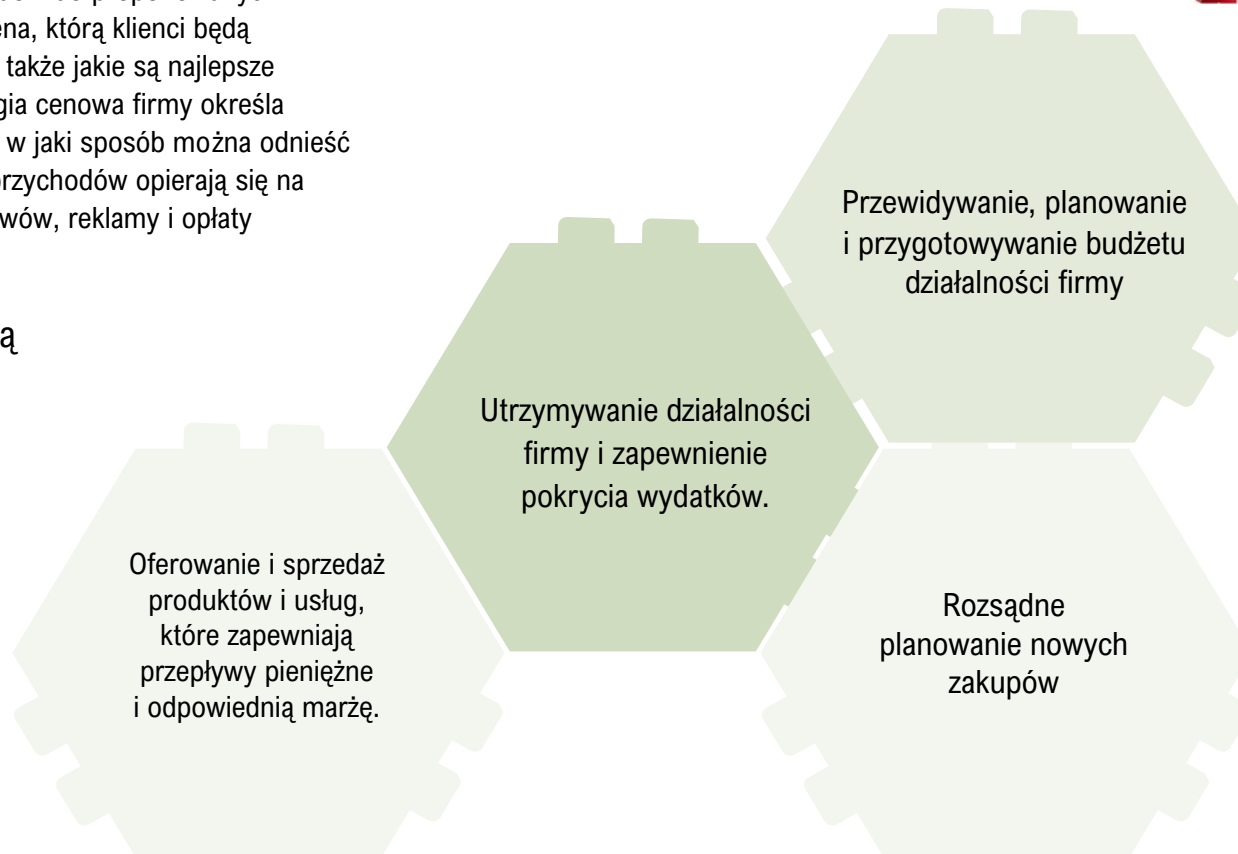 ena, którą klienci będą
także jakie są najlepsze
gia cenowa firmy określa
w jaki sposób można odnieść
przychodów opierają się na
wów, reklamy i opłaty
ą
Przewidywanie, planowanie
i przygotowywanie budżetu
działalności firmy
Utrzymywanie działalności
firmy i zapewnienie
pokrycia wydatków.
Oferowanie i sprzedaż
produktów i usług,
które zapewniają
przepływy pieniężne
i odpowiednią marżę.
Rozsądne
planowanie nowych
zakupów